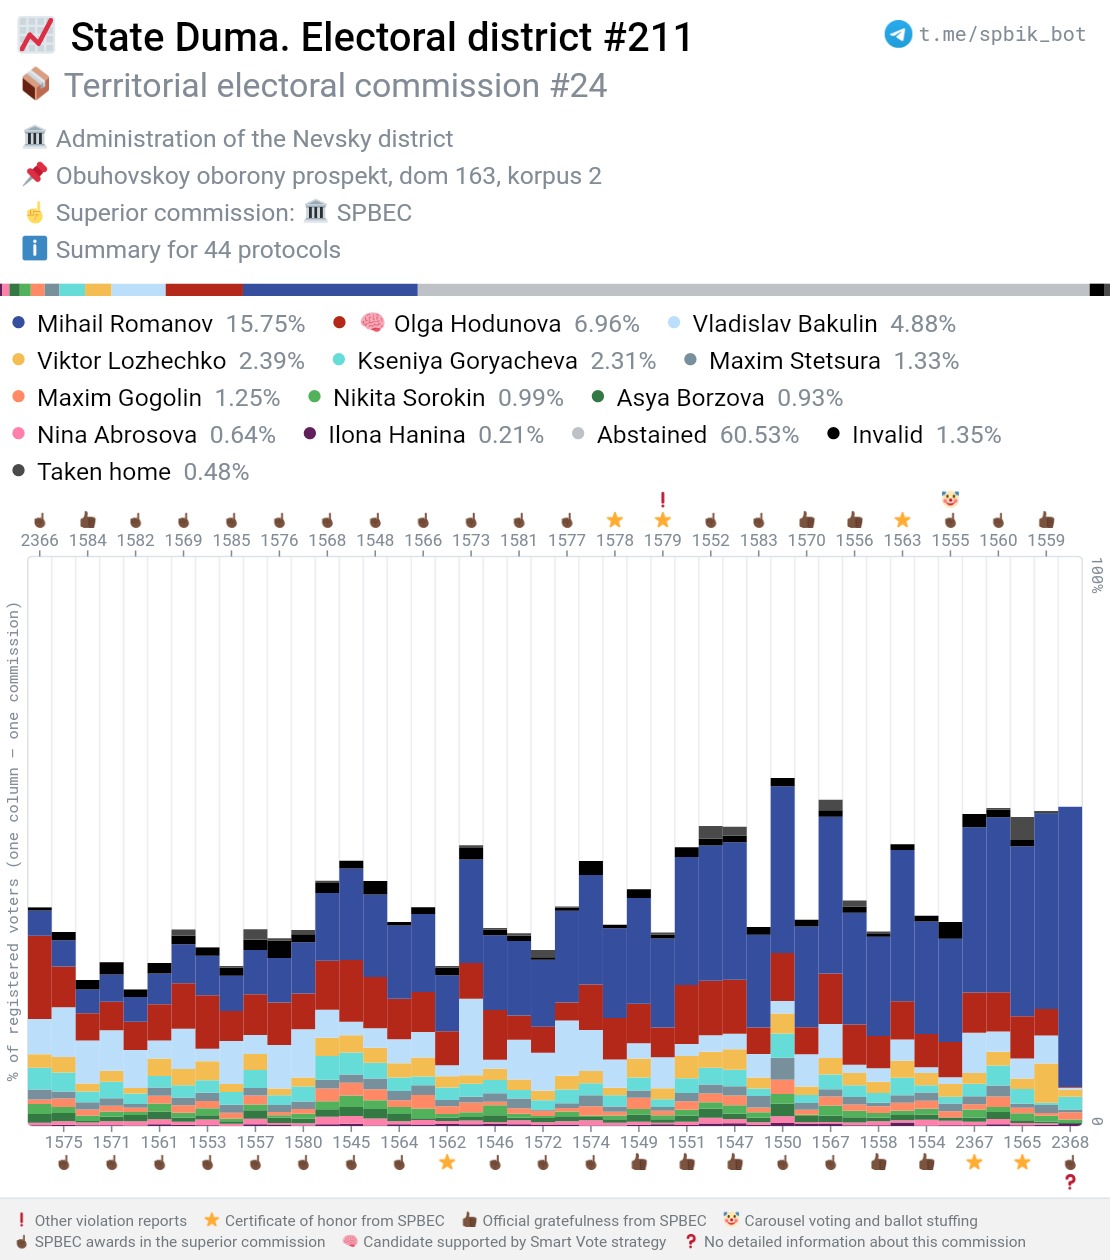 State Duma. Electoral district #211
t.me/spbik_bot
Territorial electoral commission #24
Administration of the Nevsky district
Obuhovskoy oborony prospekt, dom 163, korpus 2
Superior commission: SPBEC
Summary for 44 protocols
Mihail Romanov 15.75% Olga Hodunova 6.96% Vladislav Bakulin 4.88%
Viktor Lozhechko 2.39% Kseniya Goryacheva 2.31% Maxim Stetsura 1.33%
Maxim Gogolin 1.25% Nikita Sorokin 0.99% Asya Borzova 0.93%
Nina Abrosova 0.64% Ilona Hanina 0.21% Abstained 60.53% Invalid 1.35%
Taken home 0.48%
2366 1584 1582 1569 1585 1576 1568 1548 1566 1573 1581 1577 1578 1579 1552 1583 1570 1556 1563 1555 1560 1559
100%
% of registered voters (one column – one commission)
0
1575 1571 1561 1553 1557 1580 1545 1564 1562 1546 1572 1574 1549 1551 1547 1550 1567 1558 1554 2367 1565 2368
Other violation reports Certificate of honor from SPBEC Official gratefulness from SPBEC Carousel voting and ballot stuffing
SPBEC awards in the superior commission Candidate supported by Smart Vote strategy No detailed information about this commission